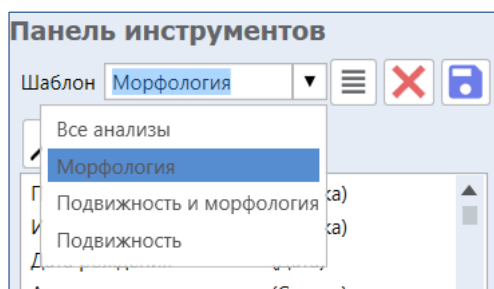 Панель инструментов
Шаблон Морфология
Все анализы
Морфология
Подвижность и морфология
Подвижность